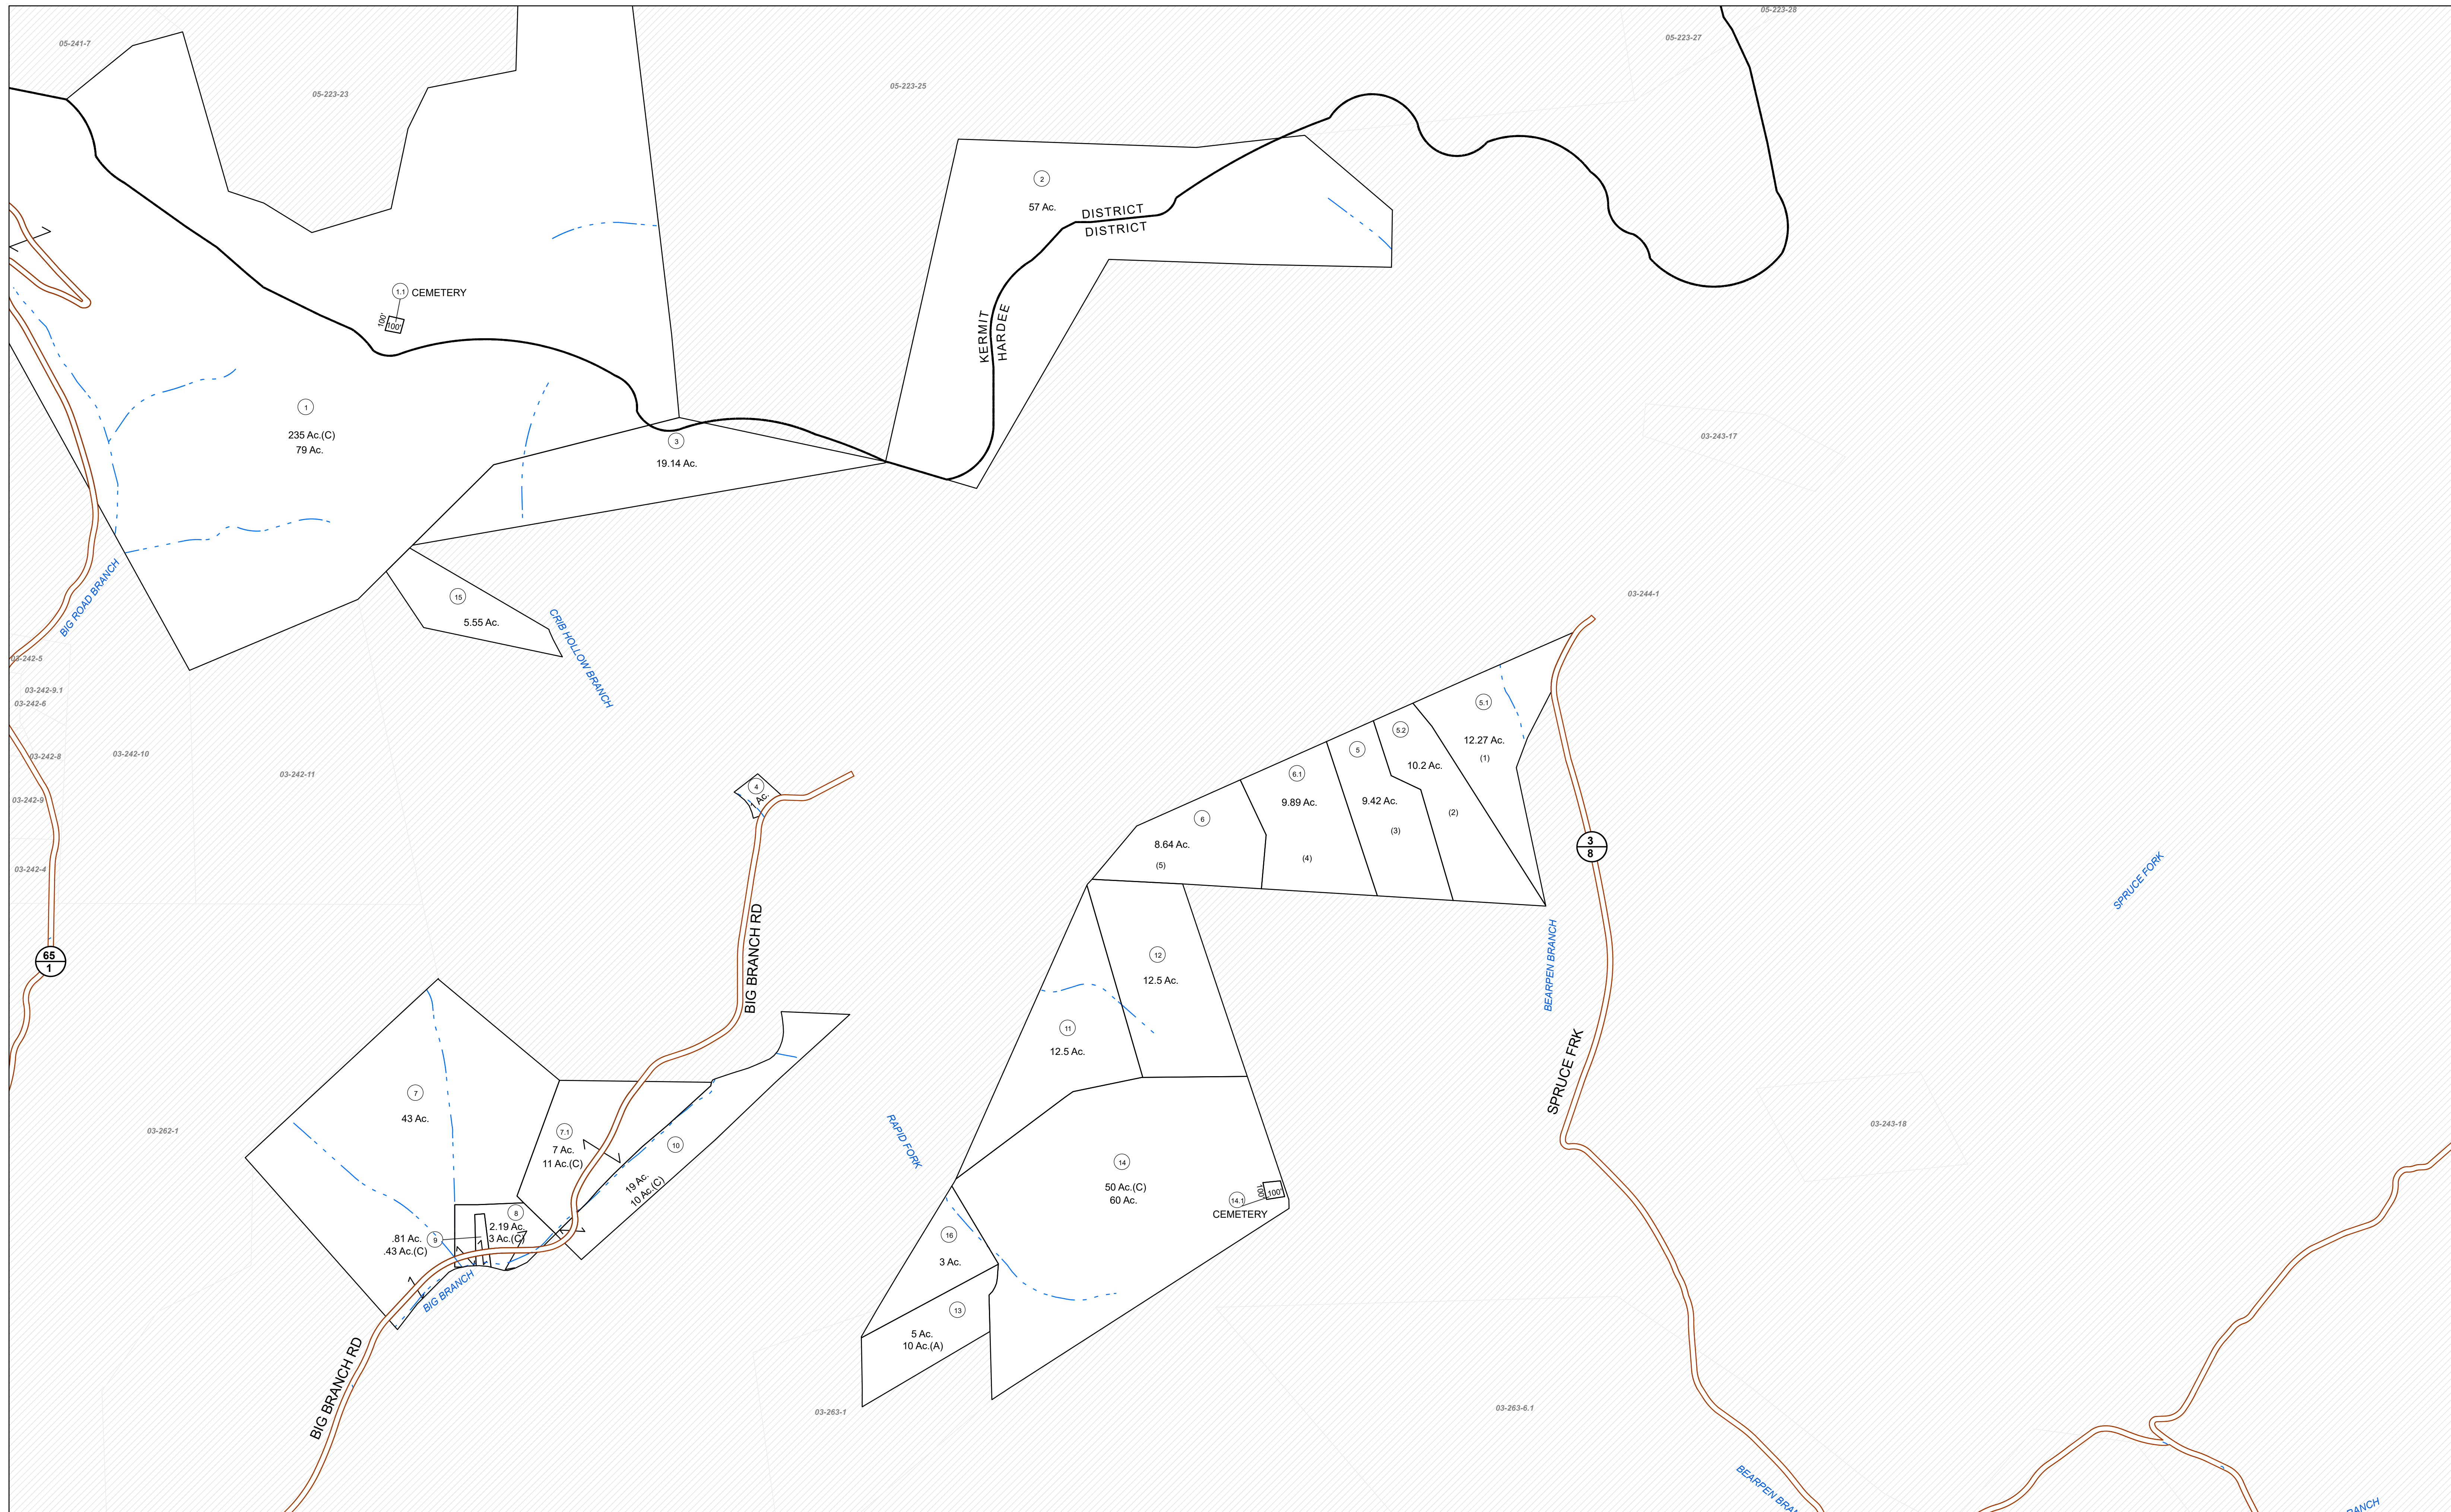 05-223-28
05-223-27
05-241-7
05-223-25
05-223-23
2
57 Ac.
DISTRICT
DISTRICT
1.1 CEMETERY
100'
100'
KERMIT
HARDEE
1
235 Ac.(C)
79 Ac.
3
19.14 Ac.
03-243-17
BIG ROAD BRANCH
15
5.55 Ac.
CRIB HOLLOW BRANCH
03-244-1
03-242-5
03-242-9.1
03-242-6
03-242-8
03-242-10
03-242-11
03-242-9
03-242-4
5.1
12.27 Ac.
(1)
5.2
10.2 Ac.
(2)
5
9.42 Ac.
(3)
6.1
9.89 Ac.
(4)
6
8.64 Ac.
(5)
4
1 Ac.
3
8
SPRUCE FORK
BIG BRANCH RD
BEARPEN BRANCH
65
1
12
12.5 Ac.
11
12.5 Ac.
SPRUCE FRK
7
43 Ac.
7.1
7 Ac.
11 Ac.(C)
10
19 Ac.
10 Ac.(C)
03-262-1
RAPID FORK
03-243-18
14
50 Ac.(C)
60 Ac.
14.1
100'
100'
CEMETERY
8
2.19 Ac.
3 Ac.(C)
9
.81 Ac.
.43 Ac.(C)
BIG BRANCH
16
3 Ac.
13
5 Ac.
10 Ac.(A)
BIG BRANCH RD
03-263-1
03-263-6.1
BEARPEN BRAN
ANCH